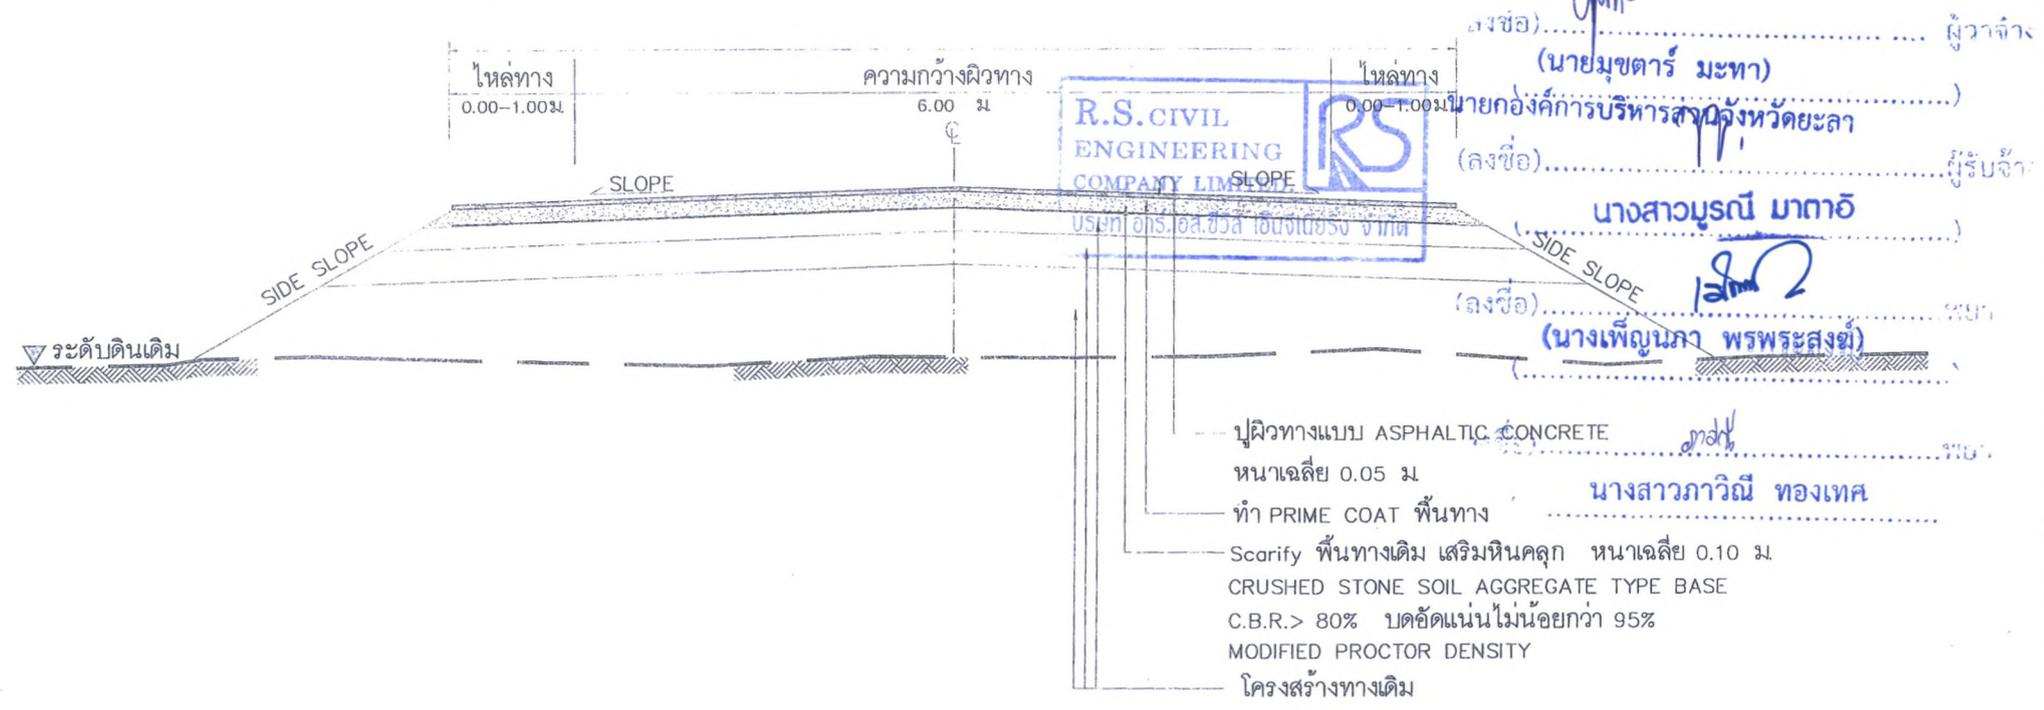 ไหล่ทาง
0.00-1.00ม.
ความกว้างผิวทาง
6.00 ม
ไหล่ทาง
0.00-1.00ม
SLOPE
SLOPE
SIDE SLOPE
SIDE SLOPE
ระดับดินเดิม
ปูผิวทางแบบ ASPHALTIC CONCRETE
หนาเฉลี่ย 0.05 ม.
ทำ PRIME COAT พื้นทาง
Scarify พื้นทางเดิม เสริมหินคลุก หนาเฉลี่ย 0.10 ม.
CRUSHED STONE SOIL AGGREGATE TYPE BASE
C.B.R.> 80% บดอัดแน่นไม่น้อยกว่า 95%
MODIFIED PROCTOR DENSITY
โครงสร้างทางเดิม
R.S. CIVIL
ENGINEERING
COMPANY LIMITED.
บริษัท อาร์.เอส.ซีวิล เอ็นจิเนียริ่ง จำกัด
RS
ลงชื่อ)
(นายมุขตาร์ มะทา)
นายกองค์การบริหารส่วนจังหวัดยะลา
(ลงชื่อ)
นางสาวมูรณี มาตาอิ
(ลงชื่อ)
(นางเพ็ญนภา พรพระสงฆ์)
นางสาวภาวิณี ทองเทศ